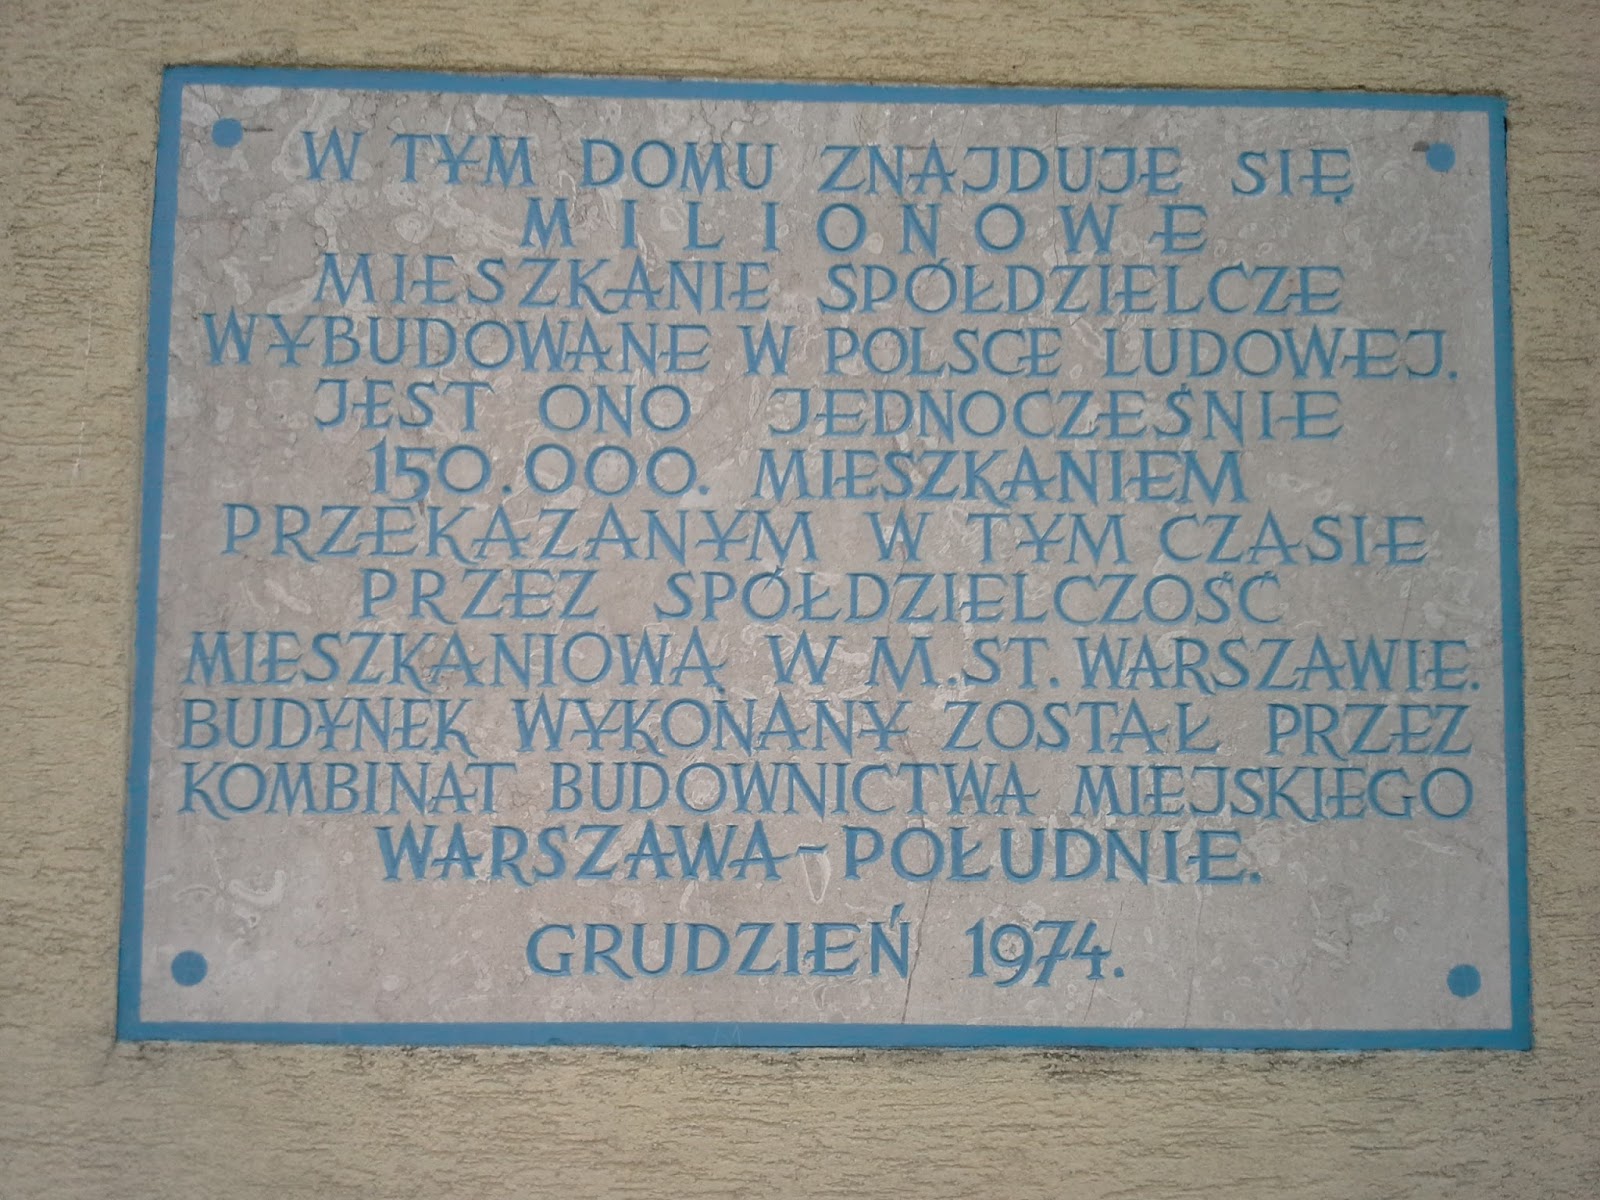 W TYM DOMU ZNAJDUJE SIĘ
MILIONOWE
MIESZKANIE SPÓŁDZIELCZE
WYBUDOWANE W POLSCE LUDOWEJ.
JEST ONO JEDNOCZEŚNIE
150.000. MIESZKANIEM
PRZEKAZANYM W TYM CZASIE
PRZEZ SPÓŁDZIELCZOŚĆ
MIESZKANIOWĄ W M.ST. WARSZAWIE.
BUDYNEK WYKONANY ZOSTAŁ PRZEZ
KOMBINAT BUDOWNICTWA MIEJSKIEGO
WARSZAWA-POŁUDNIE.
GRUDZIEŃ 1974.